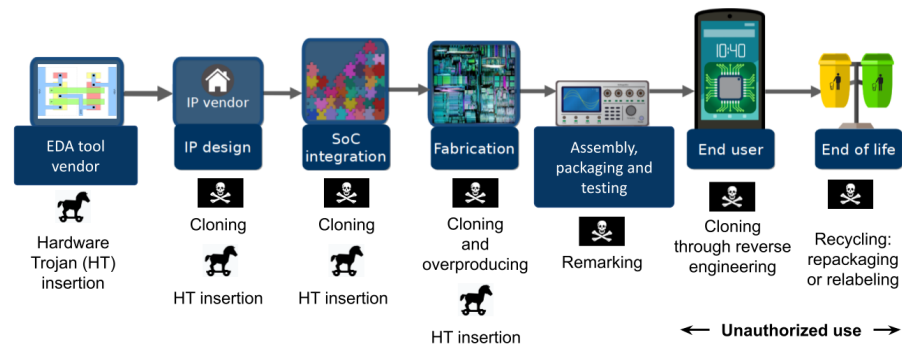 EDA tool
vendor
Hardware
Trojan (HT)
insertion
IP vendor
IP design
Cloning
HT insertion
SoC
integration
Cloning
HT insertion
Fabrication
Cloning
and
overproducing
HT insertion
Assembly,
packaging and
testing
Remarking
10:40
End user
Cloning
through reverse
engineering
End of life
Recycling:
repackaging
or relabeling
Unauthorized use